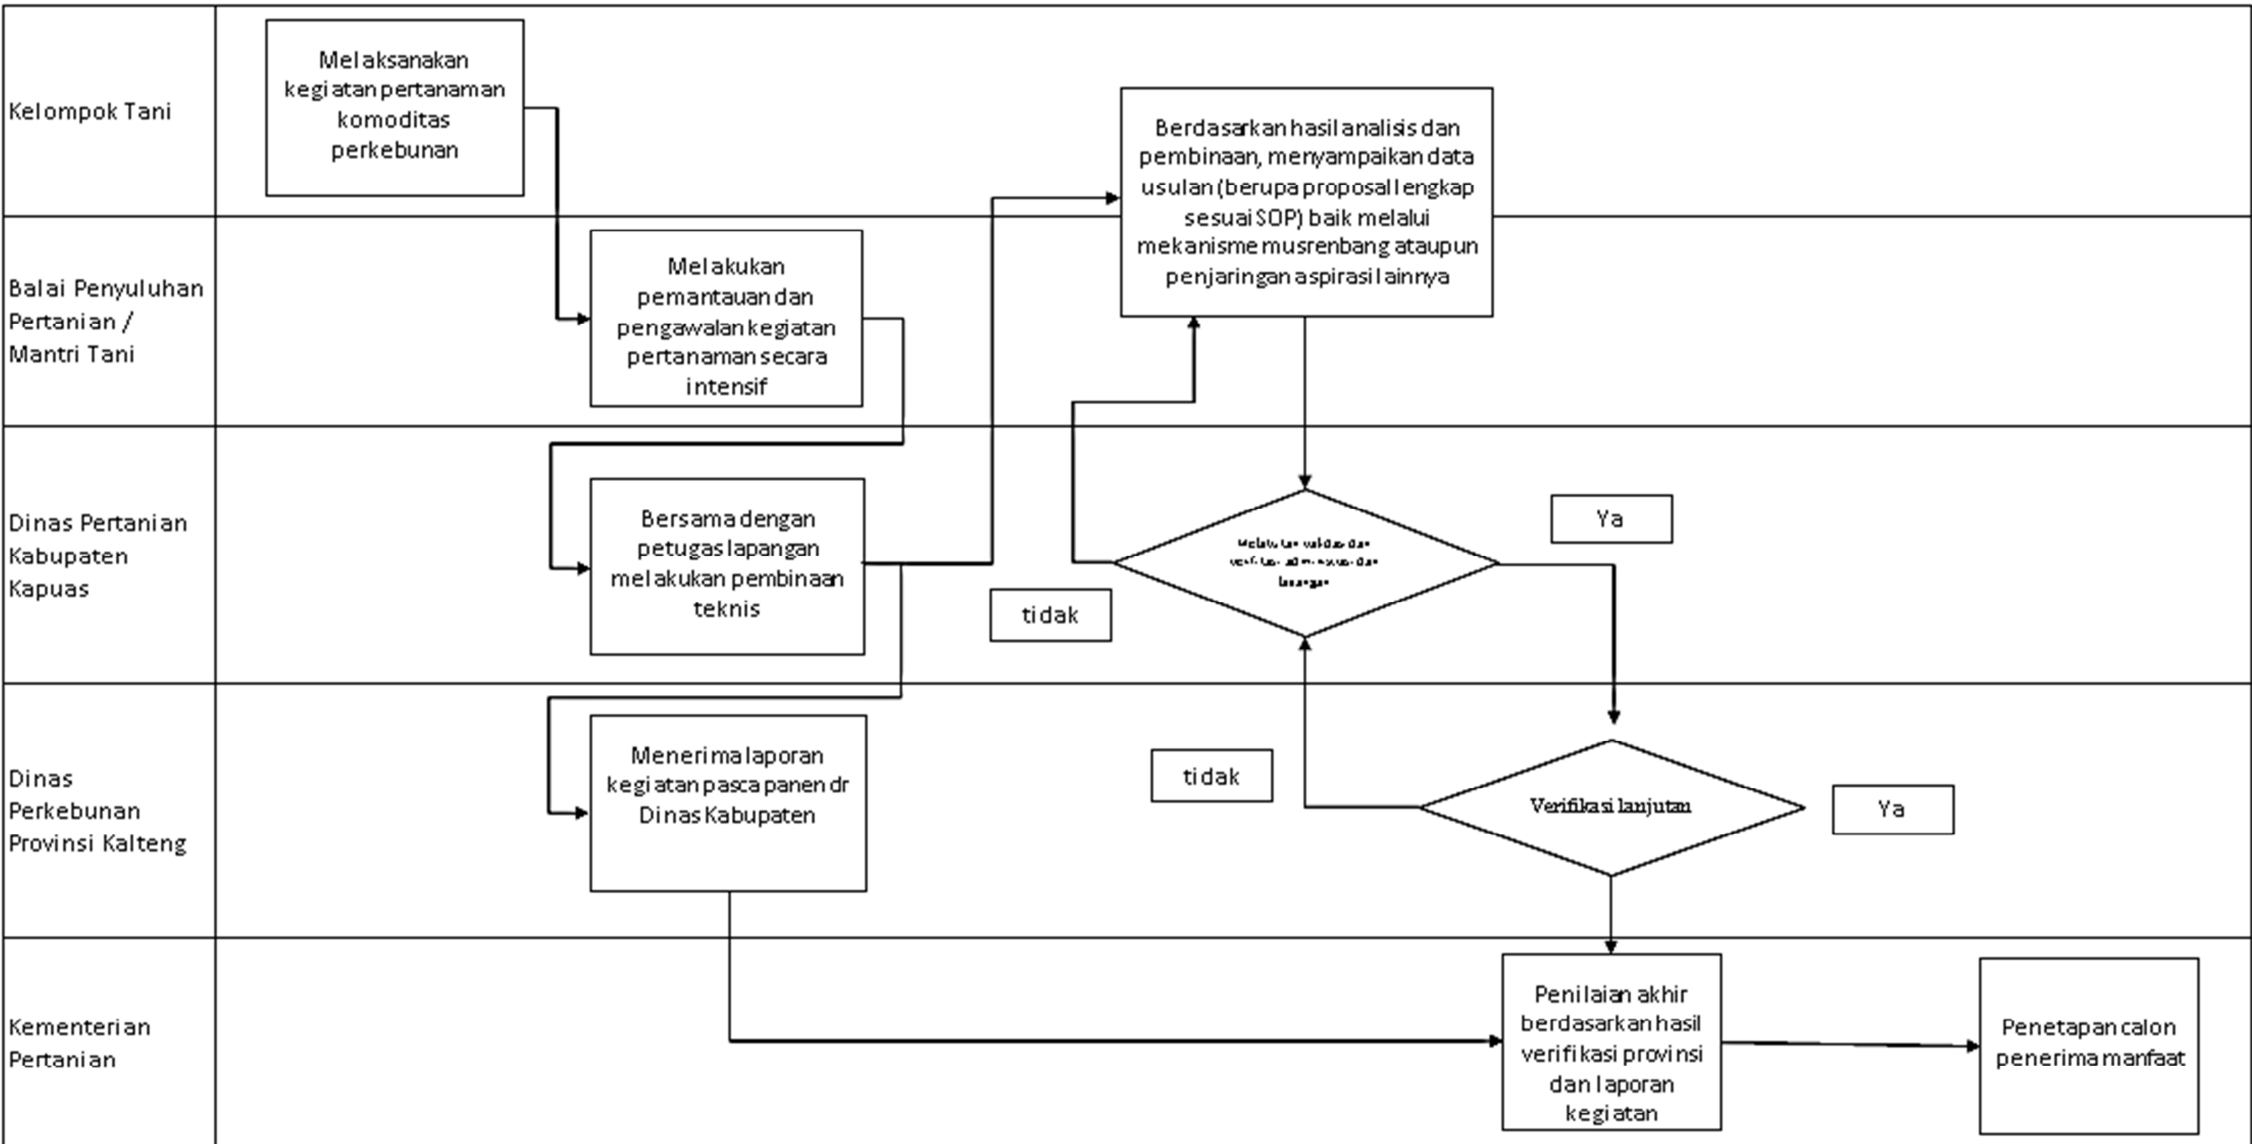 Kelompok Tani
Melaksanakan
kegiatan pertanaman
komoditas
perkebunan
Berdasarkan hasil analisis dan
pembinaan, menyampaikan data
usulan (berupa proposal lengkap
sesuai SOP) baik melalui
mekanisme musrenbang ataupun
penjaringan aspirasi lainnya
Balai Penyuluhan
Pertanian /
Mantri Tani
Melakukan
pemantauan dan
pengawalan kegiatan
pertanaman secara
intensif
Dinas Pertanian
Kabupaten
Kapuas
Bersama dengan
petugas lapangan
melakukan pembinaan
teknis
tidak
Ya
Dinas
Perkebunan
Provinsi Kalteng
Menerima laporan
kegiatan pasca panen dr
Dinas Kabupaten
tidak
Verifikasi lanjutan
Ya
Kementerian
Pertanian
Penilaian akhir
berdasarkan hasil
verifikasi provinsi
dan laporan
kegiatan
Penetapan calon
penerima manfaat